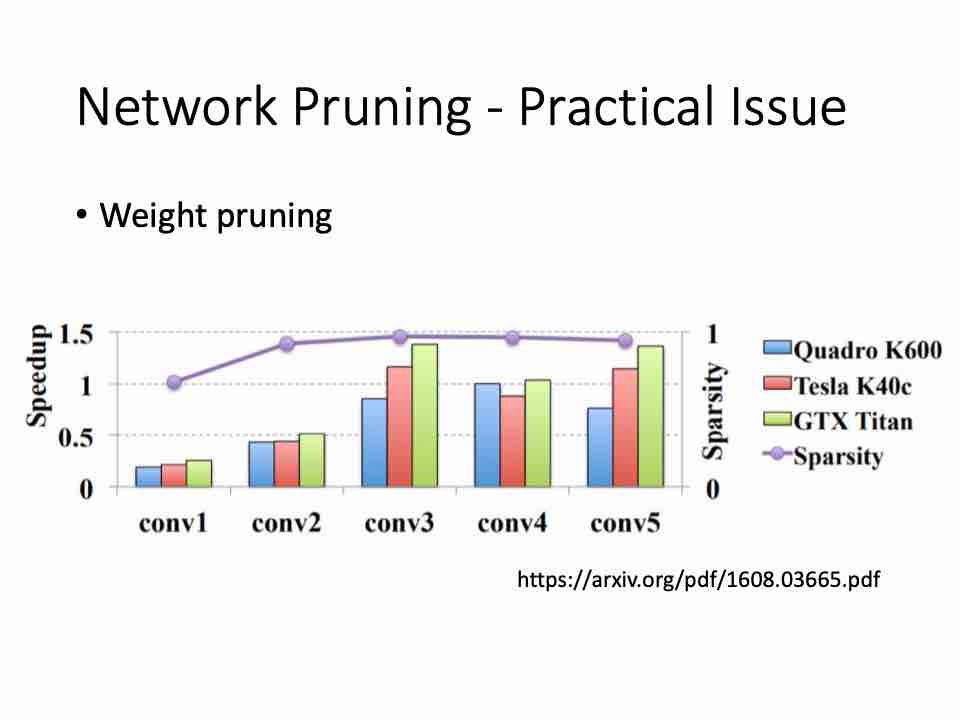 Network Pruning - Practical Issue
• Weight pruning
Speedup
1.5
1
0.5
0
1
0
Sparsity
conv1 conv2 conv3 conv4 conv5
Quadro K600
Tesla K40c
GTX Titan
Sparsity
https://arxiv.org/pdf/1608.03665.pdf